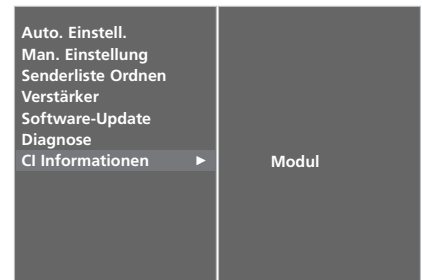 Auto. Einstell.
Man. Einstellung
Senderliste Ordnen
Verstärker
Software-Update
Diagnose
CI Informationen ► Modul